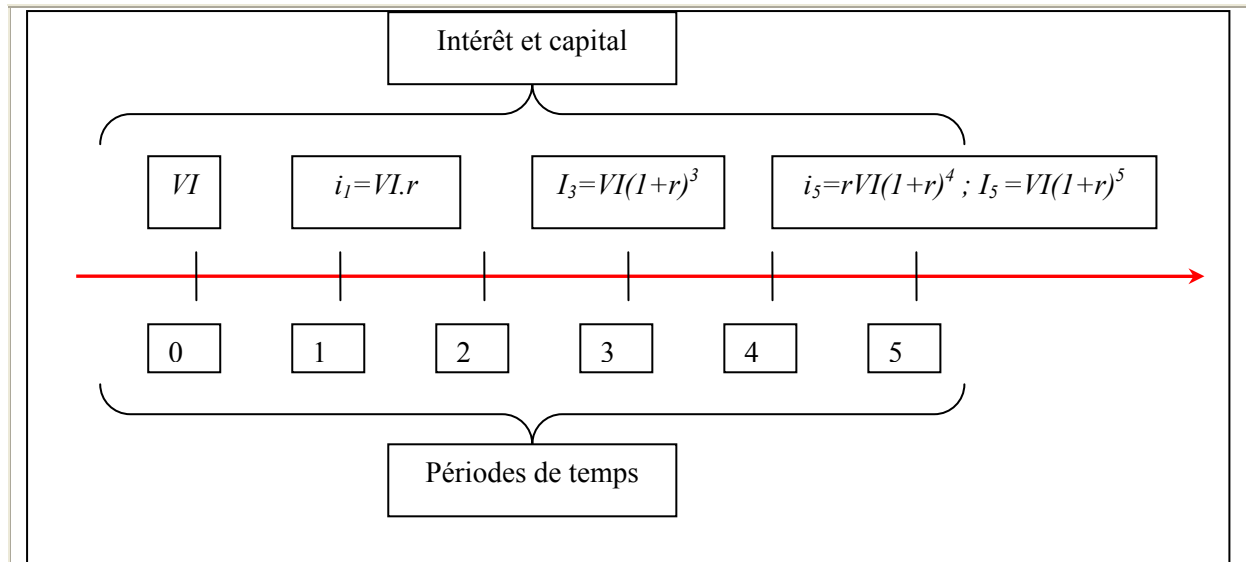 Intérêt et capital
VI
i₁=VI.r
I₃=VI(1+r)³
i₅=rVI(1+r)⁴ ; I₅ =VI(1+r)⁵
0
1
2
3
4
5
Périodes de temps